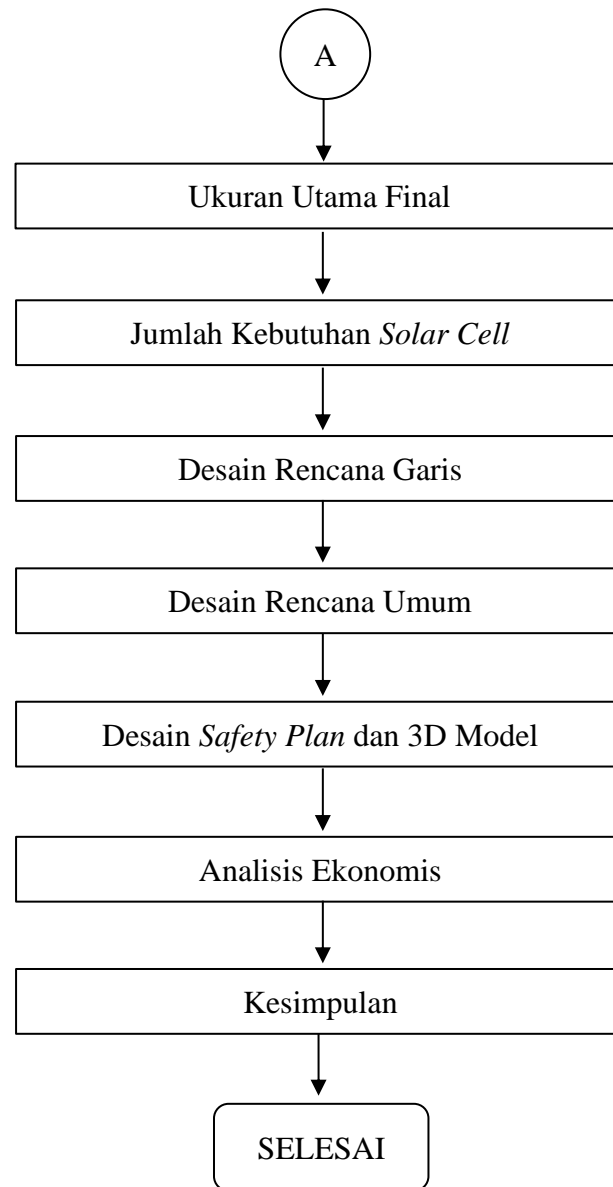 A
Ukuran Utama Final
Jumlah Kebutuhan Solar Cell
Desain Rencana Garis
Desain Rencana Umum
Desain Safety Plan dan 3D Model
Analisis Ekonomis
Kesimpulan
SELESAI